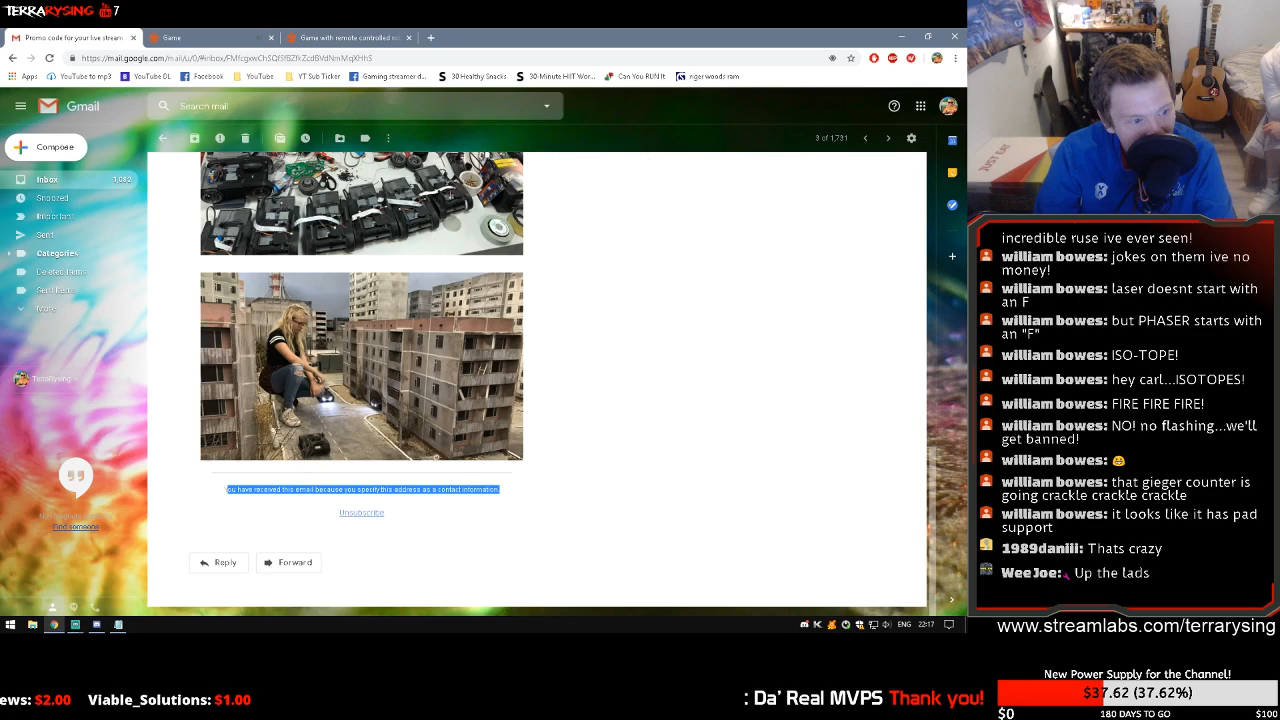 TERRARYSING 7
Promo code for your live stream
Game
Game with remote controlled
https://mail.google.com/mail/u/0/#inbox/
Apps
YouTube to mp3
YouTube DL
Facebook
YouTube
YT Sub Ticker
Gaming streamer d...
30 Healthy Snacks
30-Minute HIIT Wor...
Can You RUN It
riger woods ram
Gmail
Search mail
3 of 1,731
Compose
Inbox
1,082
Snoozed
Important
Sent
Categories
Deleted Items
Sent Items
More
TerraRysing
Find someone
ou have received this email because you specify this address as a contact information.
Unsubscribe
Reply
Forward
ENG
22:17
JUST EAT
incredible ruse ive ever seen!
william bowes: jokes on them ive no
money!
william bowes: laser doesnt start with
an F
william bowes: but PHASER starts with
an "F"
william bowes: ISO-TOPE!
william bowes: hey carl...ISOTOPES!
william bowes: FIRE FIRE FIRE!
william bowes: NO! no flashing...we'll
get banned!
william bowes:
william bowes: that gieger counter is
going crackle crackle crackle
william bowes: it looks like it has pad
support
1989daniii: Thats crazy
WeeJoe: Up the lads
www.streamlabs.com/terrarysing
ews: $2.00
Viable_Solutions: $1.00
: Da' Real MVPS Thank you!
New Power Supply for the Channel!
$37.62 (37.62%)
$0
180 DAYS TO GO
$100